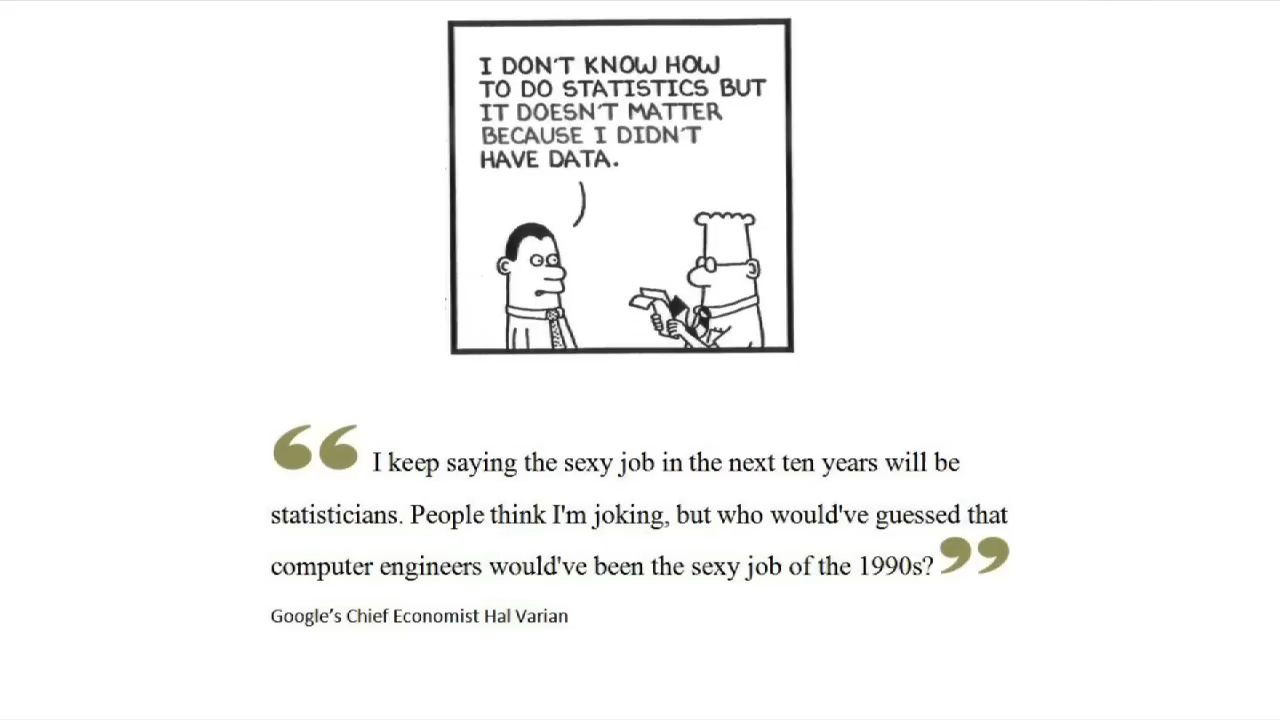 I DON'T KNOW HOW
TO DO STATISTICS BUT
IT DOESN'T MATTER
BECAUSE I DIDN'T
HAVE DATA.
“ I keep saying the sexy job in the next ten years will be
statisticians. People think I'm joking, but who would've guessed that
computer engineers would've been the sexy job of the 1990s? ”
Google’s Chief Economist Hal Varian